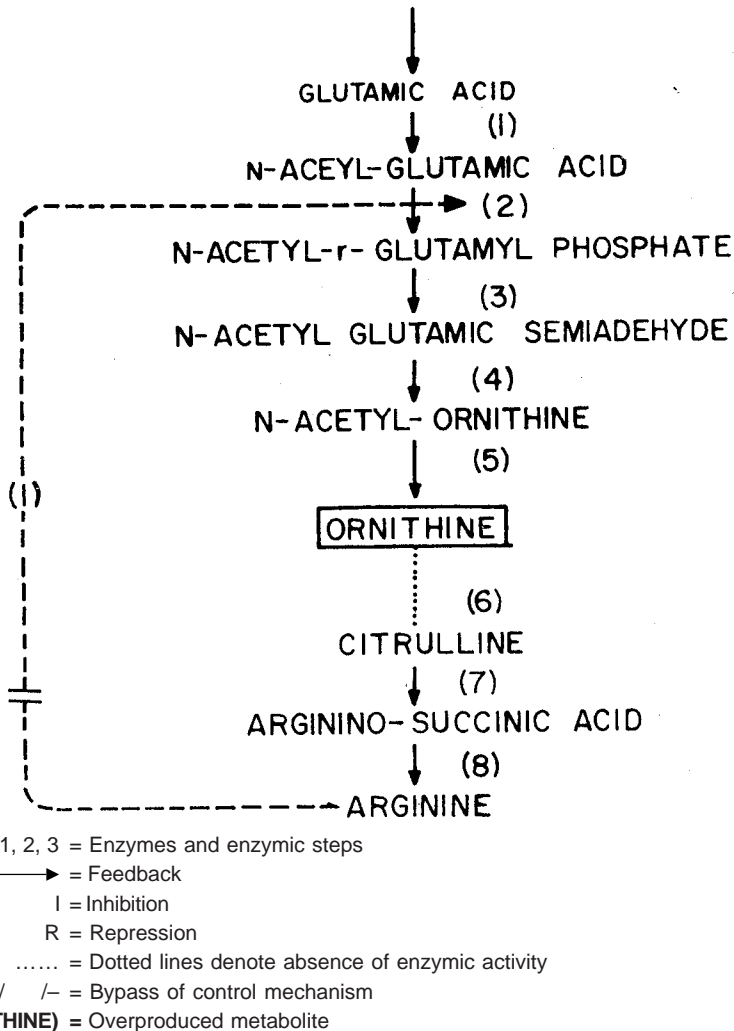 GLUTAMIC ACID
(1)
N-ACEYL-GLUTAMIC ACID
(2)
N-ACETYL-r-GLUTAMYL PHOSPHATE
(3)
N-ACETYL GLUTAMIC SEMIADEHYDE
(4)
N-ACETYL-ORNITHINE
(5)
(I)
ORNITHINE
(6)
CITRULLINE
(7)
ARGININO-SUCCINIC ACID
(8)
ARGININE
1, 2, 3 = Enzymes and enzymic steps
= Feedback
I = Inhibition
R = Repression
...... = Dotted lines denote absence of enzymic activity
/ /– = Bypass of control mechanism
THINE) = Overproduced metabolite